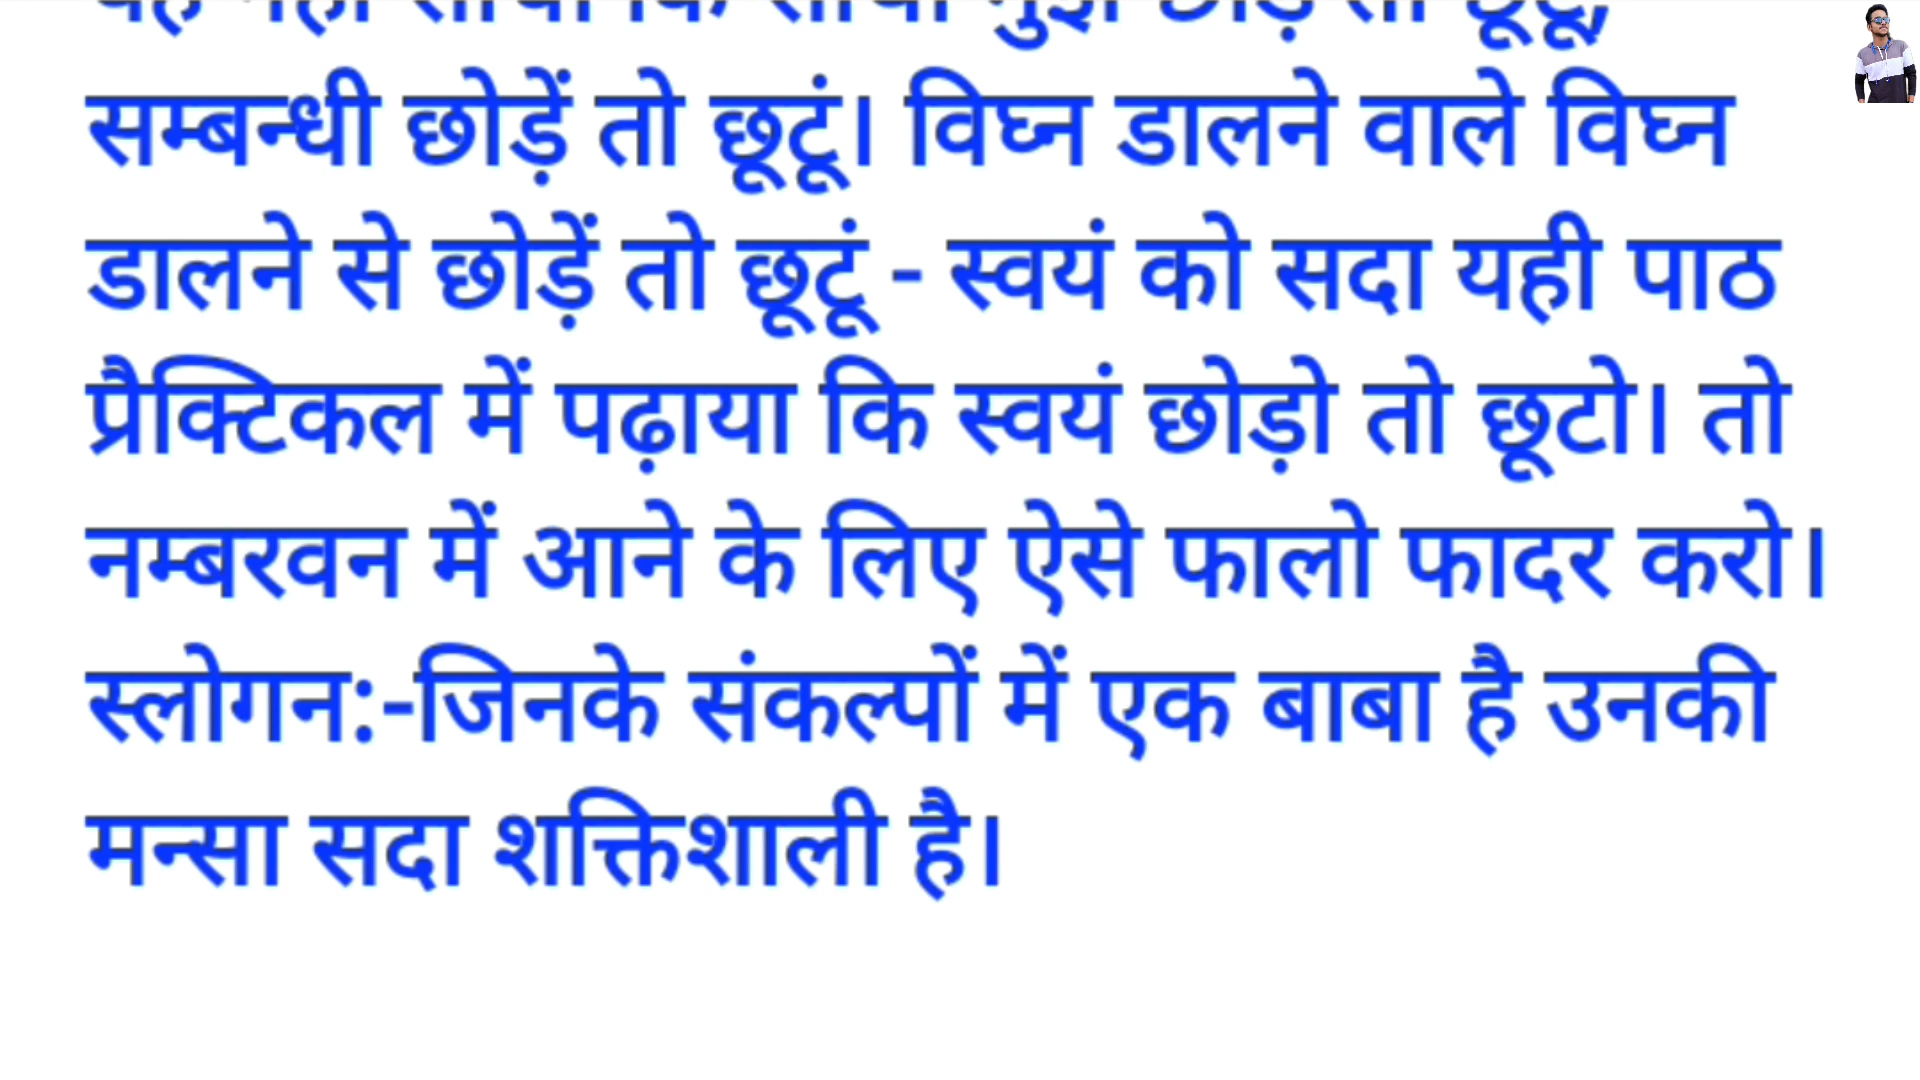 सम्बन्धी छोड़ें तो छूटूं। विघ्न डालने वाले विघ्न
डालने से छोड़ें तो छूटूं - स्वयं को सदा यही पाठ
प्रैक्टिकल में पढ़ाया कि स्वयं छोड़ो तो छूटो। तो
नम्बरवन में आने के लिए ऐसे फालो फादर करो।
स्लोगन:-जिनके संकल्पों में एक बाबा है उनकी
मन्सा सदा शक्तिशाली है।